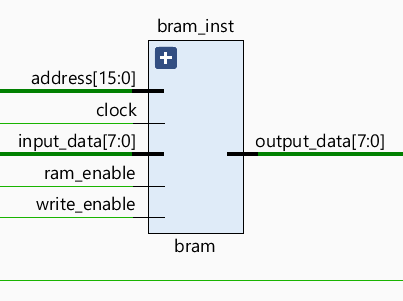 bram_inst
address[15:0]
clock
input_data[7:0]
output_data[7:0]
ram_enable
write_enable
bram